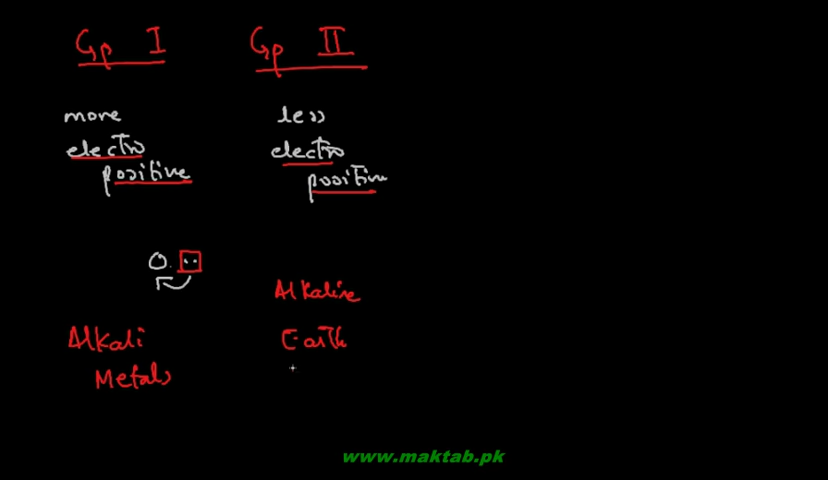 Gp I
Gp II
more
electro
positive
less
electro
positive
Alkali
Metals
Alkaline
Earth
www.maktab.pk